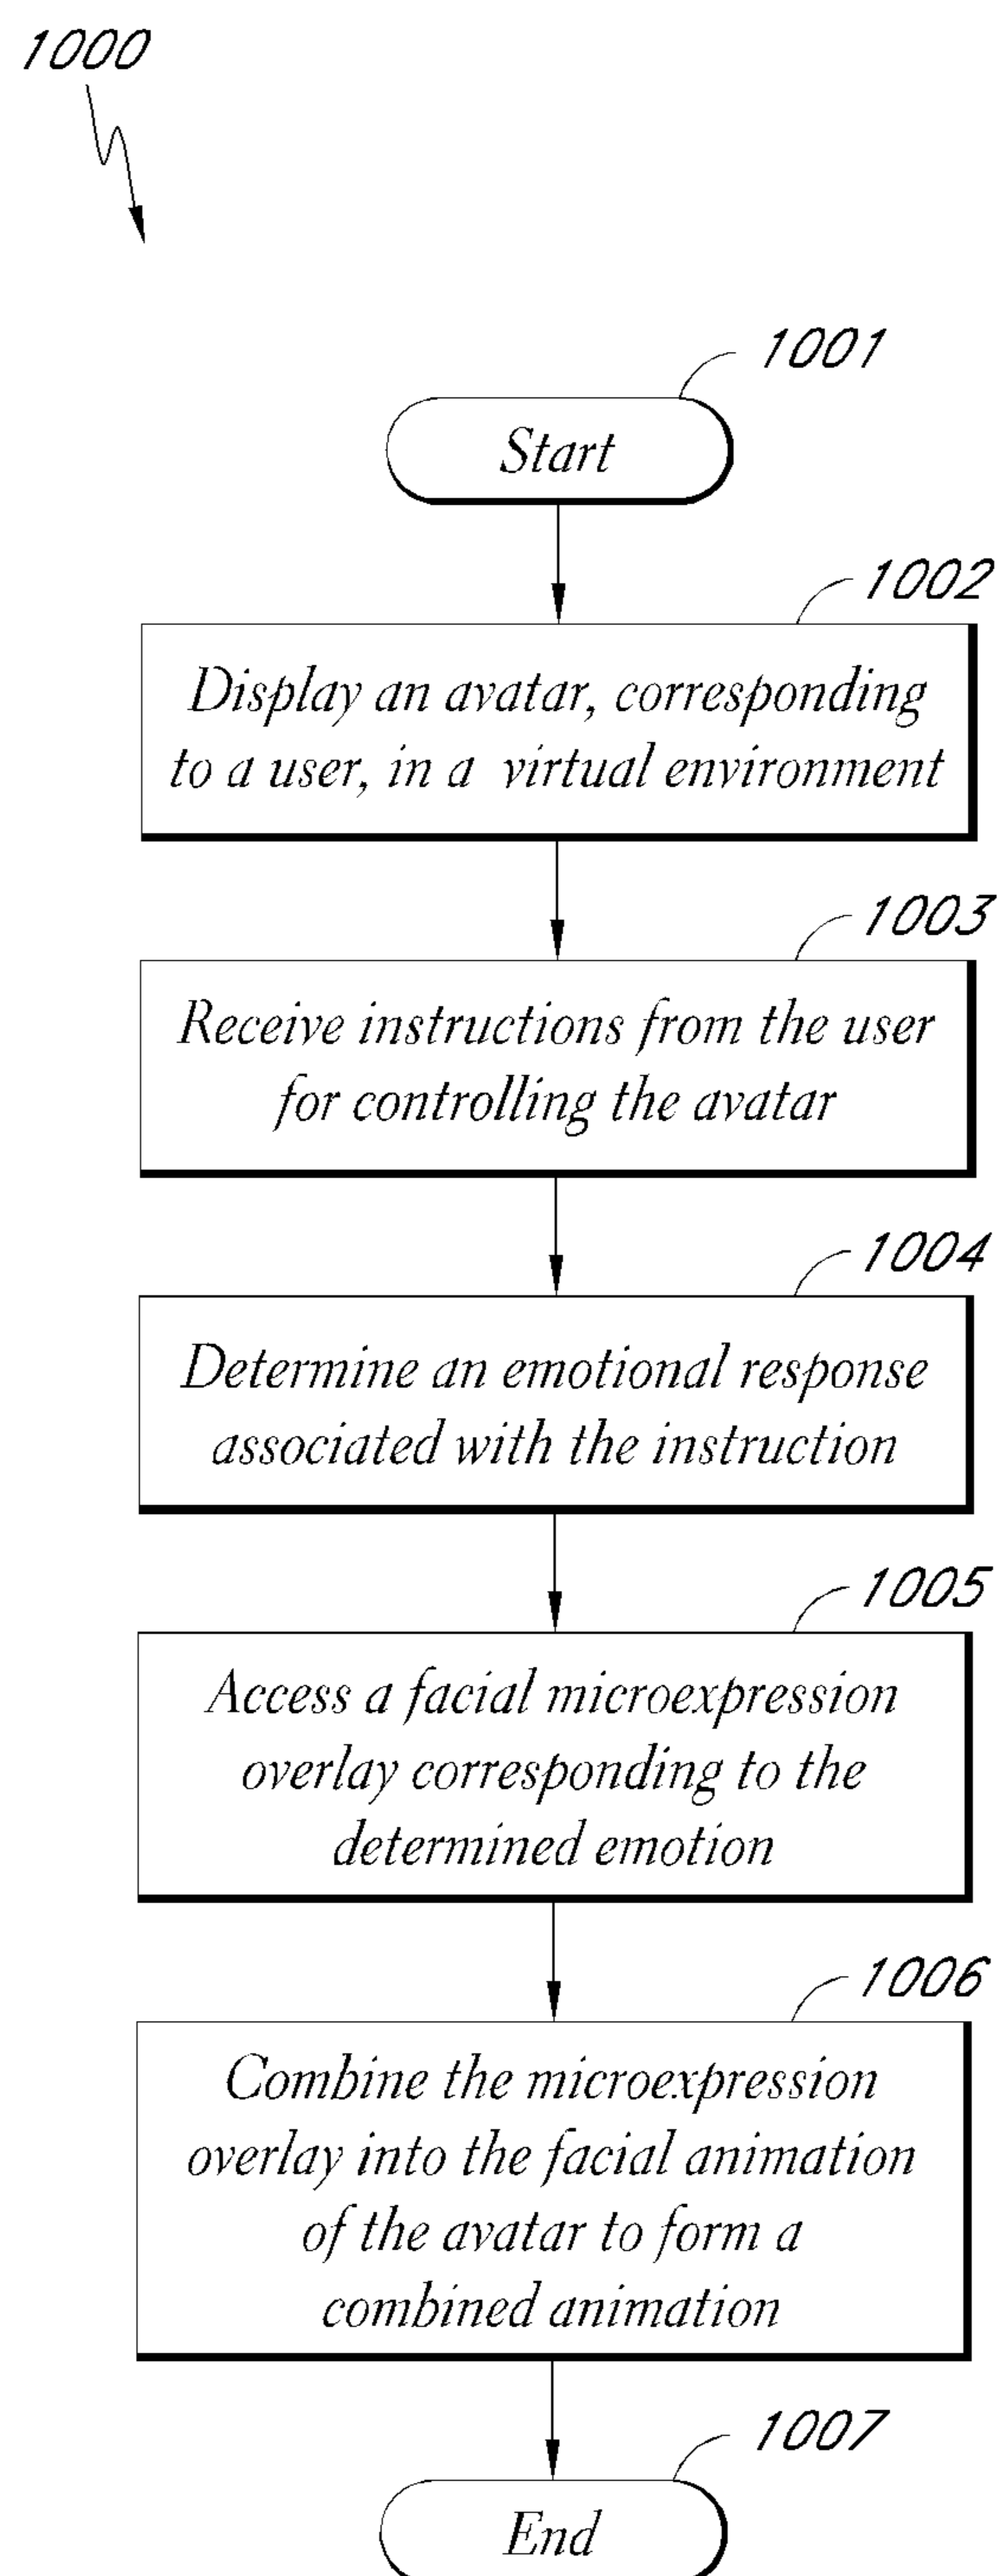 1000
1001
Start
1002
Display an avatar, corresponding
to a user, in a virtual environment
1003
Receive instructions from the user
for controlling the avatar
1004
Determine an emotional response
associated with the instruction
1005
Access a facial microexpression
overlay corresponding to the
determined emotion
1006
Combine the microexpression
overlay into the facial animation
of the avatar to form a
combined animation
1007
End